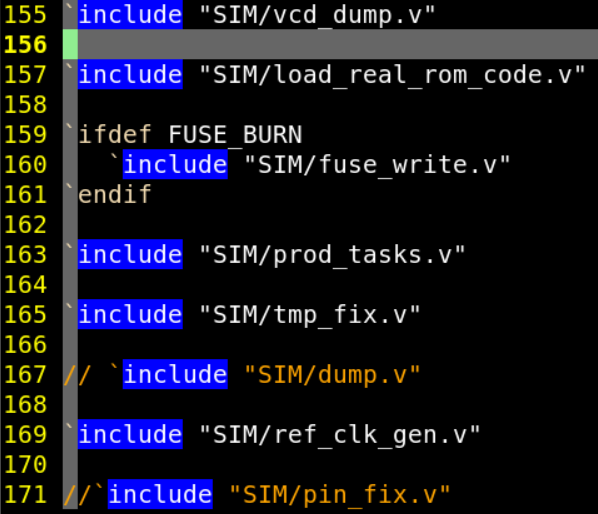 155 `include "SIM/vcd_dump.v"
156
157 `include "SIM/load_real_rom_code.v"
158
159 `ifdef FUSE_BURN
160    `include "SIM/fuse_write.v"
161 `endif
162
163 `include "SIM/prod_tasks.v"
164
165 `include "SIM/tmp_fix.v"
166
167 // `include "SIM/dump.v"
168
169 `include "SIM/ref_clk_gen.v"
170
171 //`include "SIM/pin_fix.v"